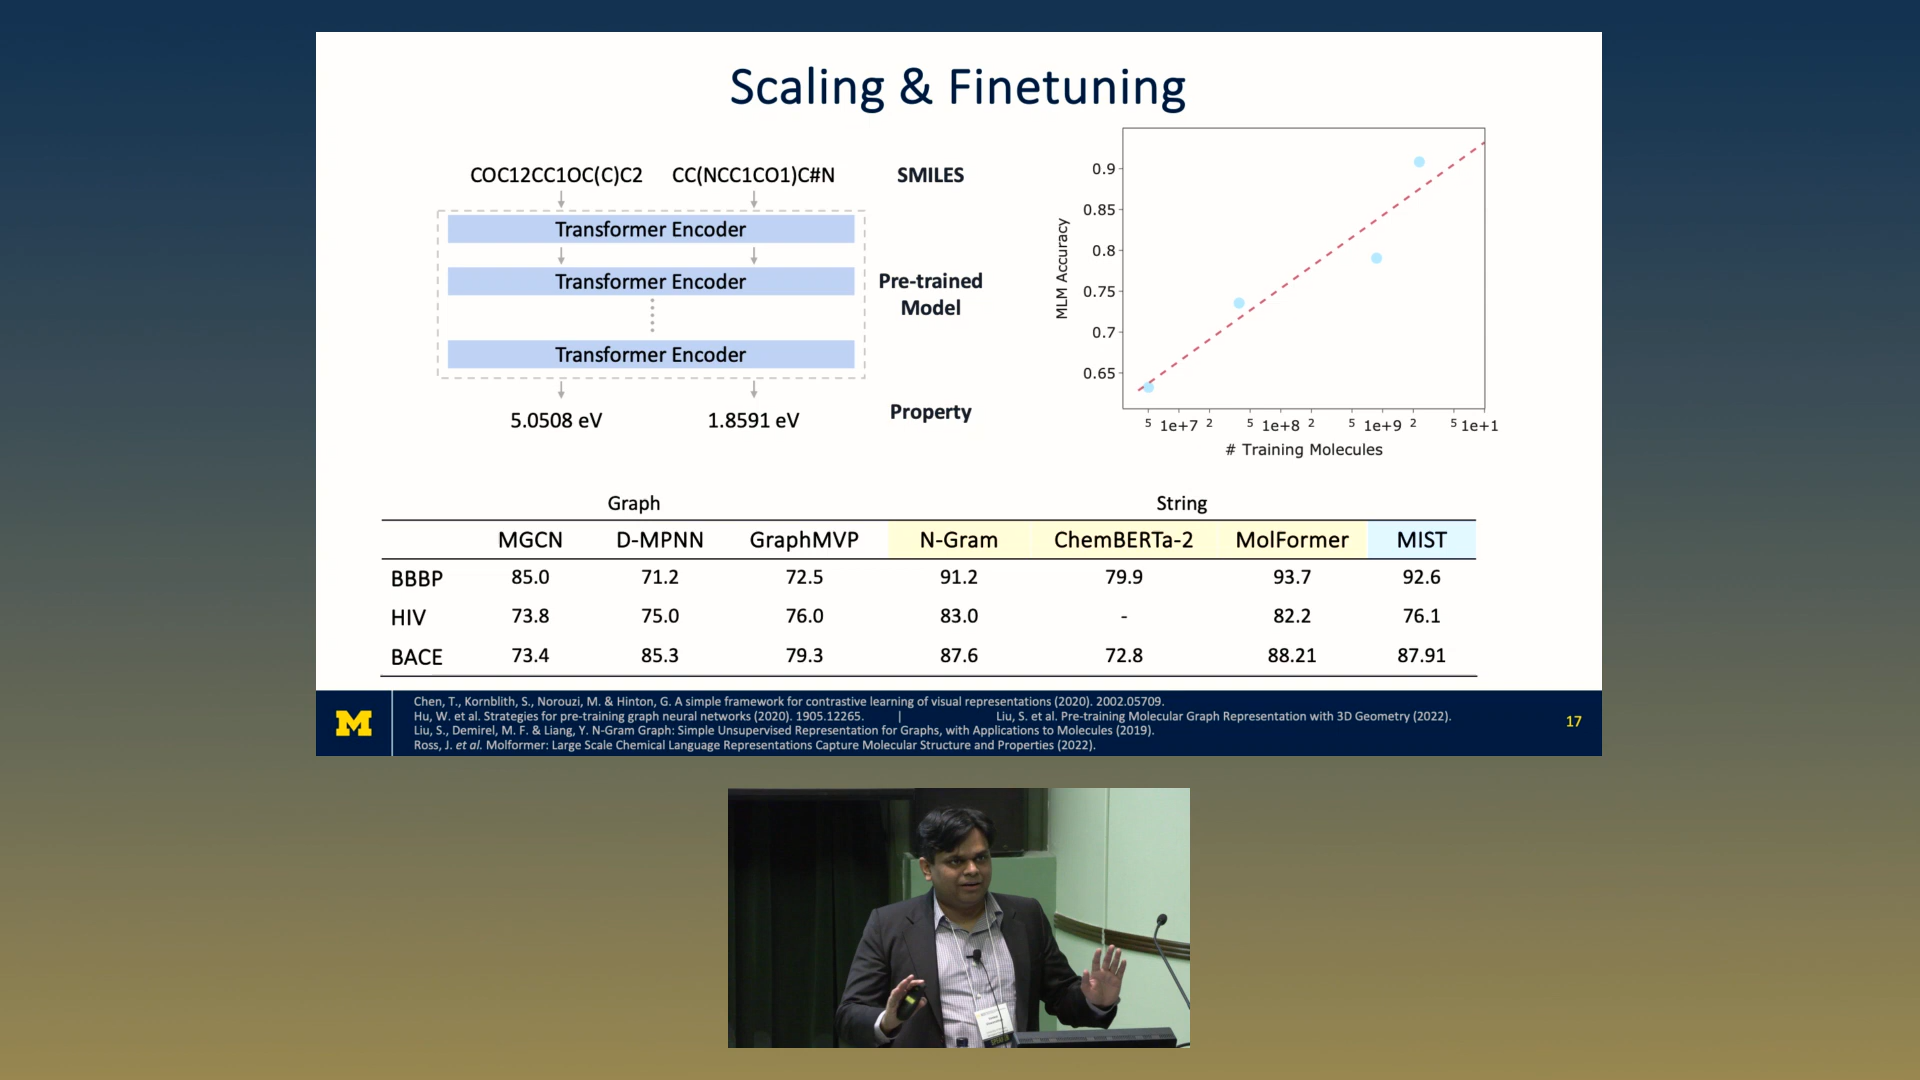 Scaling & Finetuning
COC12CC1OC(C)C2 CC(NCC1CO1)C#N SMILES
Transformer Encoder
Transformer Encoder
Pre-trained
Model
Transformer Encoder
5.0508 eV 1.8591 eV Property
MLM Accuracy
0.9
0.85
0.8
0.75
0.7
0.65
5 1e+7 2 5 1e+8 2 5 1e+9 2 5 1e+1
# Training Molecules
Graph String
MGCN D-MPNN GraphMVP N-Gram ChemBERTa-2 MolFormer MIST
BBBP 85.0 71.2 72.5 91.2 79.9 93.7 92.6
HIV 73.8 75.0 76.0 83.0 - 82.2 76.1
BACE 73.4 85.3 79.3 87.6 72.8 88.21 87.91
M
Chen, T., Kornblith, S., Norouzi, M. & Hinton, G. A simple framework for contrastive learning of visual representations (2020). 2002.05709.
Hu, W. et al. Strategies for pre-training graph neural networks (2020). 1905.12265. | Liu, S. et al. Pre-training Molecular Graph Representation with 3D Geometry (2022).
Liu, S., Demirel, M. F. & Liang, Y. N-Gram Graph: Simple Unsupervised Representation for Graphs, with Applications to Molecules (2019).
Ross, J. et al. Molformer: Large Scale Chemical Language Representations Capture Molecular Structure and Properties (2022).
17